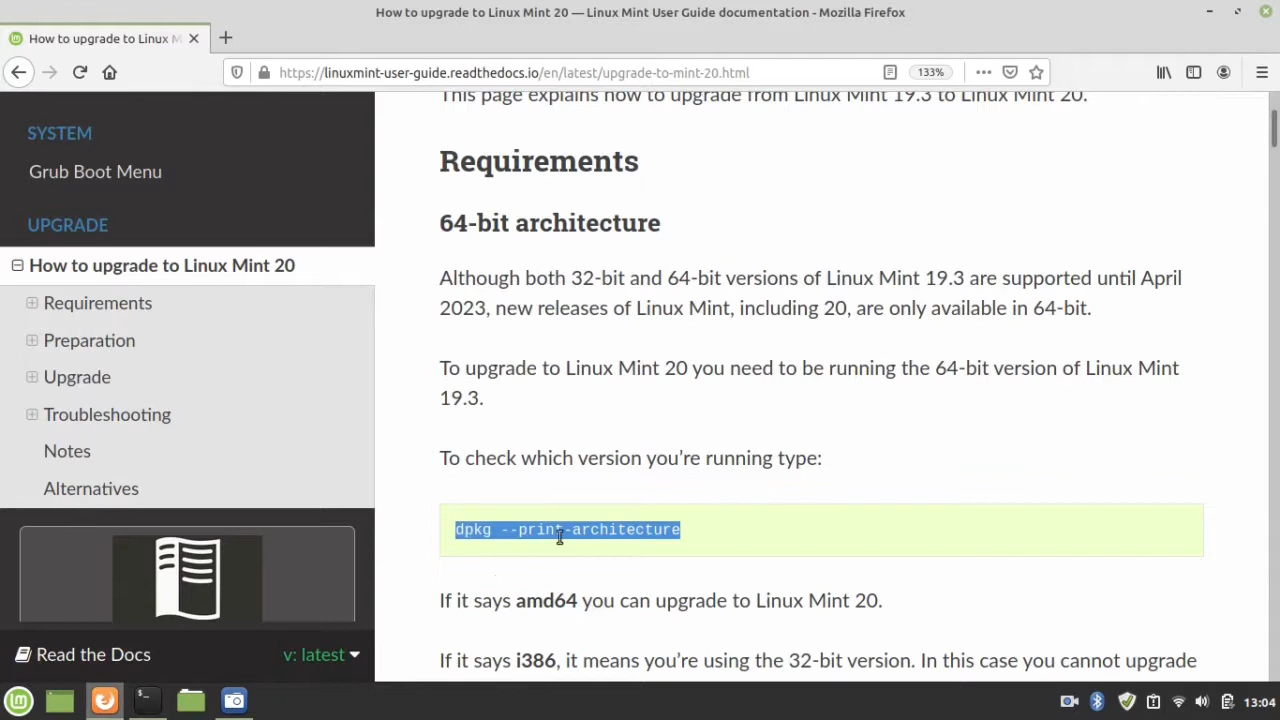 How to upgrade to Linux Mint 20 — Linux Mint User Guide documentation - Mozilla Firefox
How to upgrade to Linux M
https://linuxmint-user-guide.readthedocs.io/en/latest/upgrade-to-mint-20.html
133%
SYSTEM
Grub Boot Menu
UPGRADE
How to upgrade to Linux Mint 20
Requirements
Preparation
Upgrade
Troubleshooting
Notes
Alternatives
Read the Docs
v: latest
This page explains how to upgrade from Linux Mint 19.3 to Linux Mint 20.
Requirements
64-bit architecture
Although both 32-bit and 64-bit versions of Linux Mint 19.3 are supported until April
2023, new releases of Linux Mint, including 20, are only available in 64-bit.
To upgrade to Linux Mint 20 you need to be running the 64-bit version of Linux Mint
19.3.
To check which version you’re running type:
dpkg --print-architecture
If it says amd64 you can upgrade to Linux Mint 20.
If it says i386, it means you’re using the 32-bit version. In this case you cannot upgrade
13:04